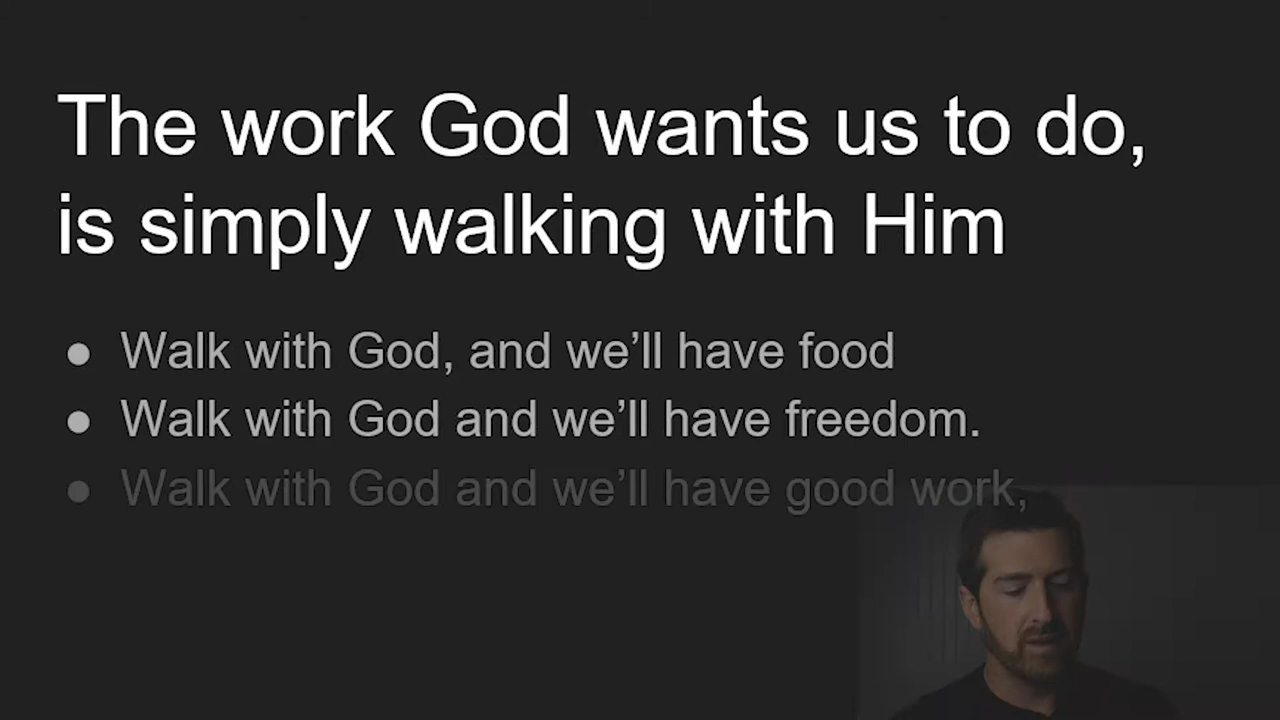 The work God wants us to do,
is simply walking with Him
● Walk with God, and we’ll have food
● Walk with God and we’ll have freedom.
● Walk with God and we’ll have good work,